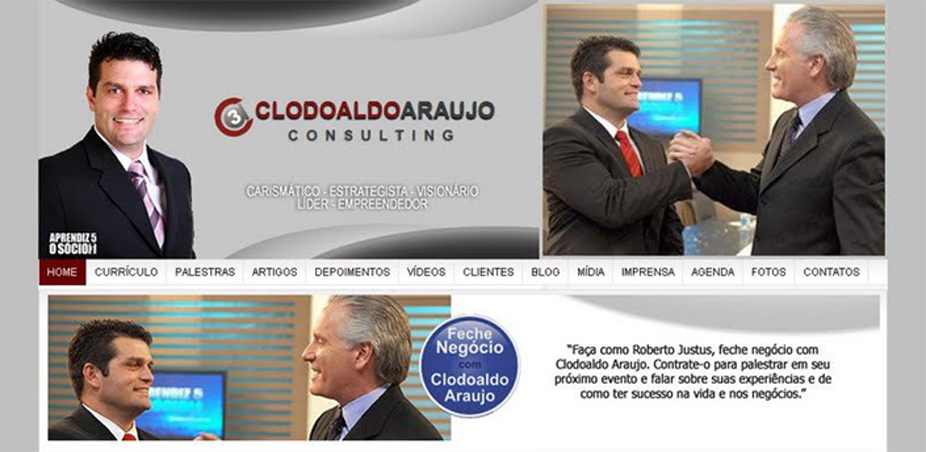 3
CLODOALDOARAUJO
CONSULTING
CARISMÁTICO - ESTRATEGISTA - VISIONÁRIO
LÍDER - EMPREENDEDOR
APRENDIZ 5
O SOCIO
HOME CURRÍCULO PALESTRAS ARTIGOS DEPOIMENTOS VÍDEOS CLIENTES BLOG MÍDIA IMPRENSA AGENDA FOTOS CONTATOS
Feche
Negócio
com
Clodoaldo
Araujo
“Faça como Roberto Justus, feche negócio com
Clodoaldo Araujo. Contrate-o para palestrar em seu
próximo evento e falar sobre suas experiências e de
como ter sucesso na vida e nos negócios.”